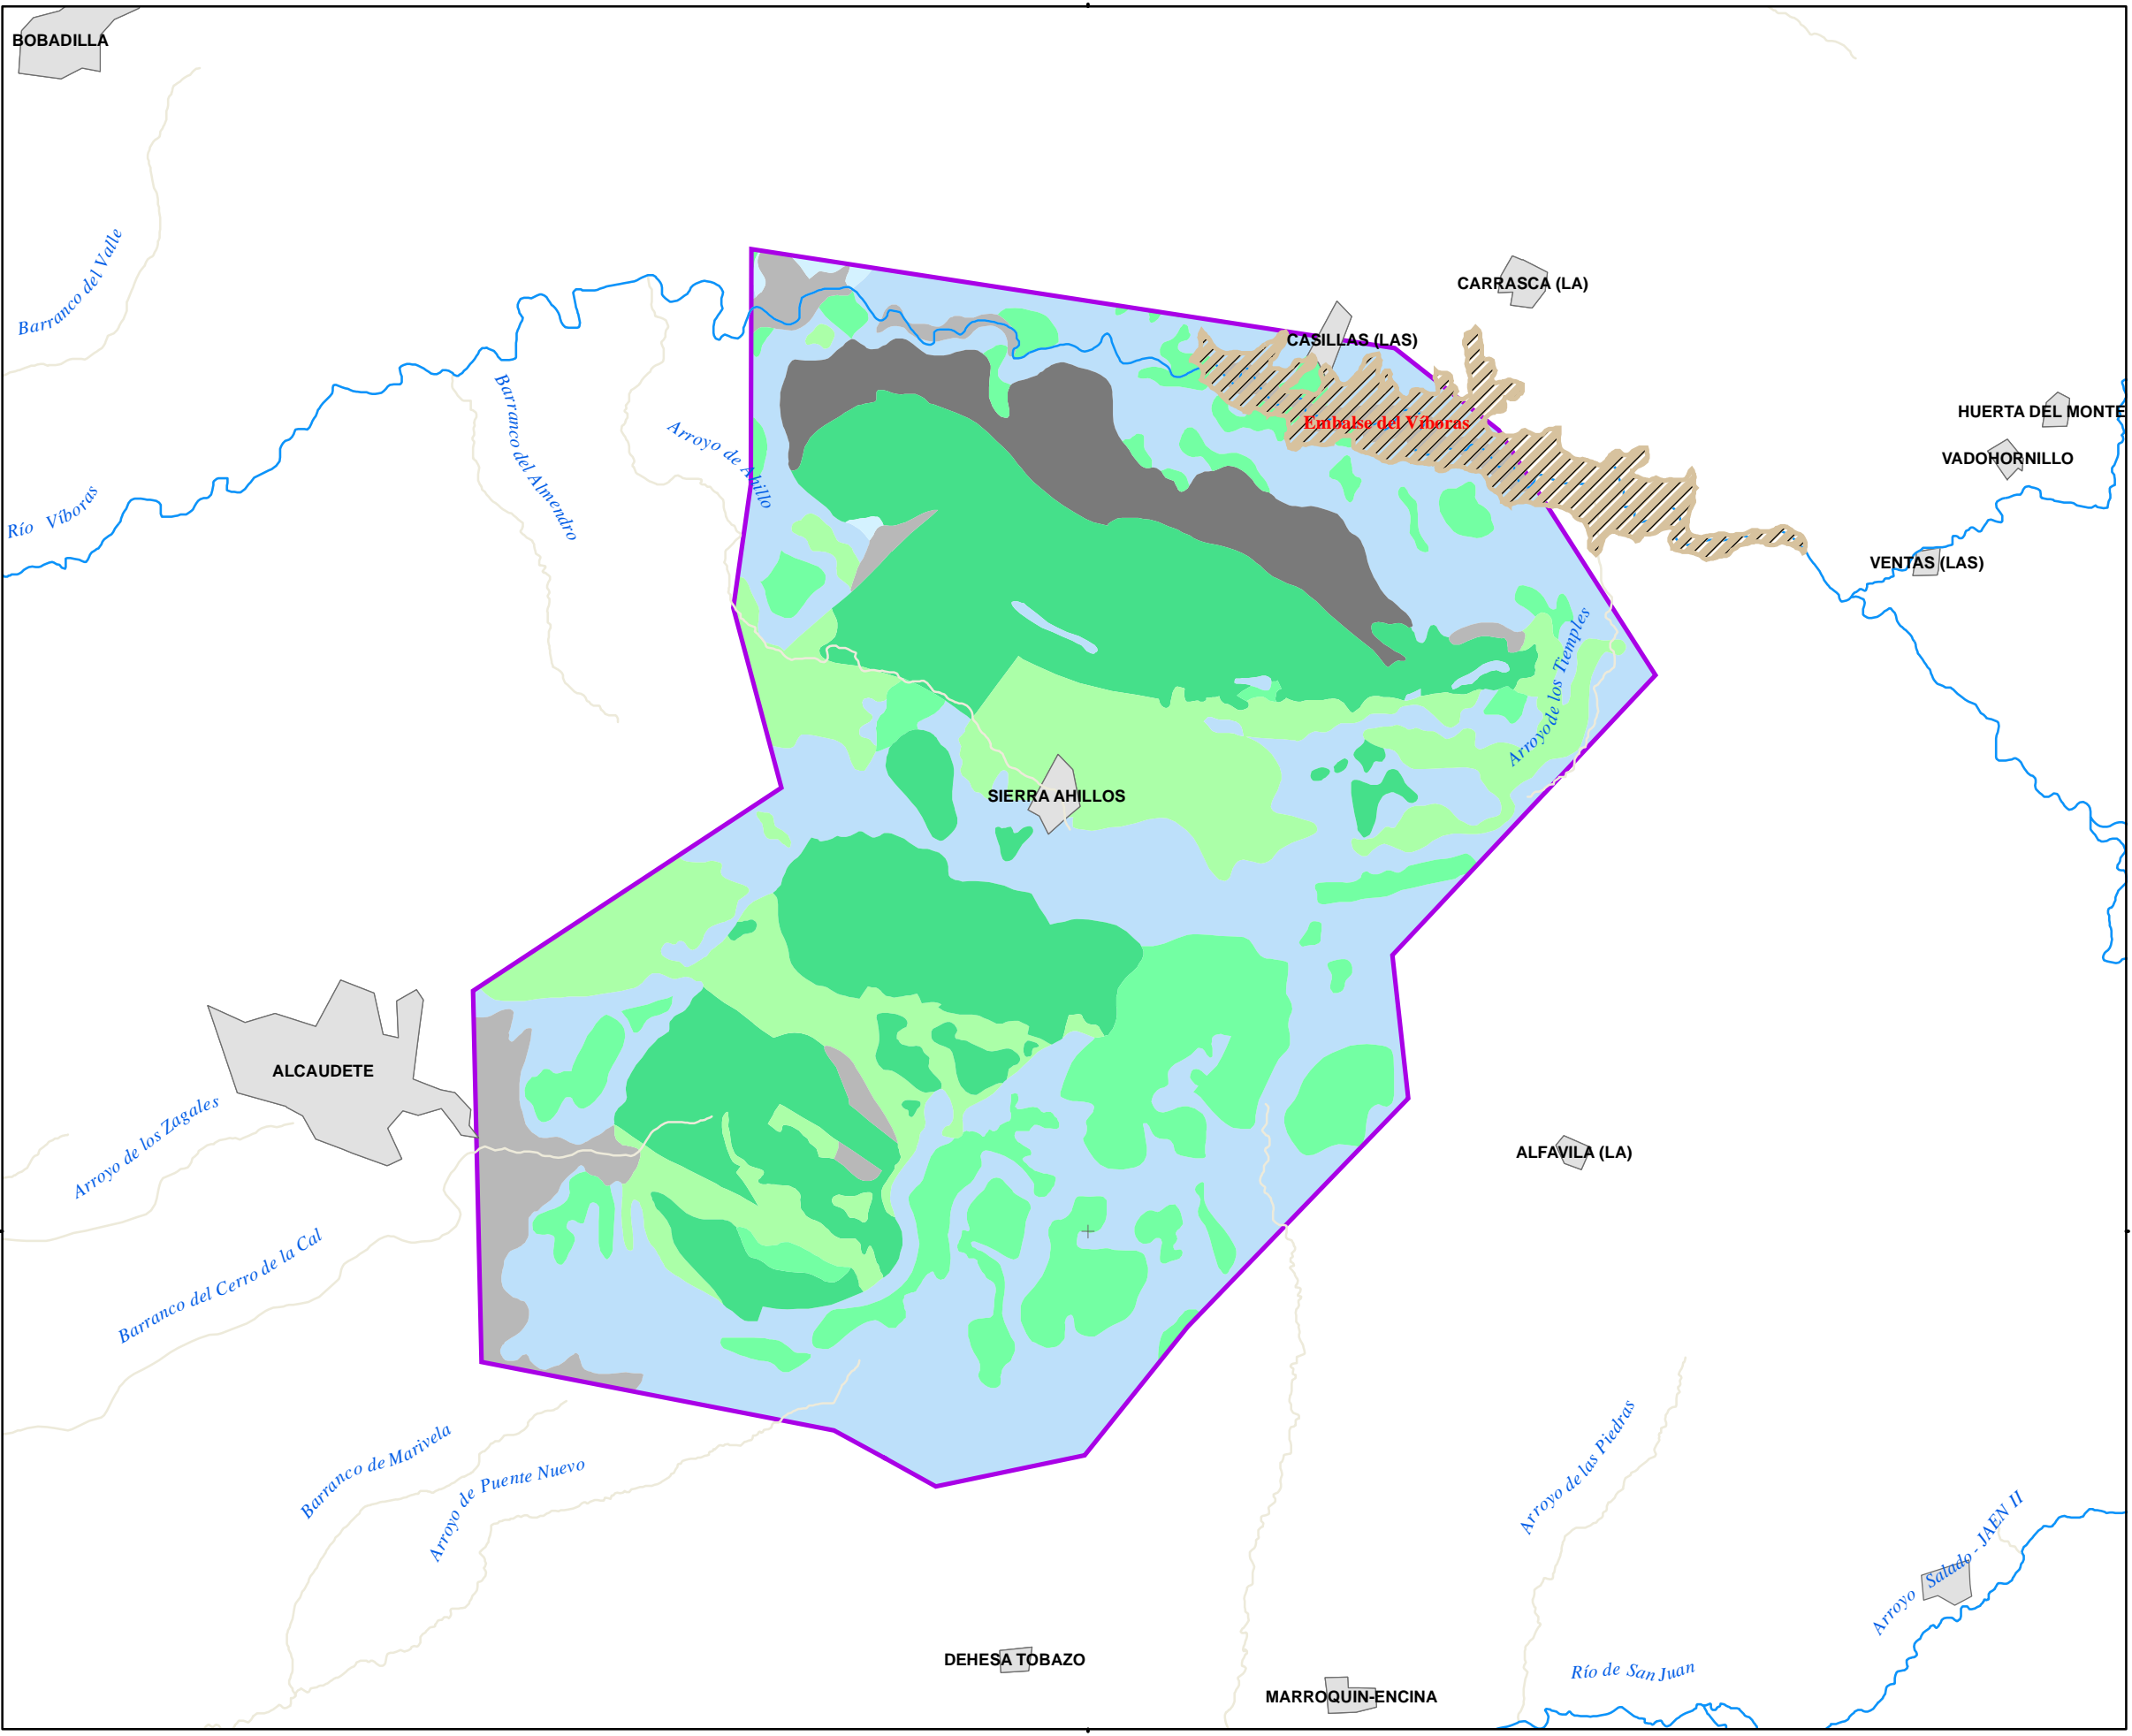 BOBADILLA
Barranco del Valle
CARRASCA (LA)
CASILLAS (LAS)
HUERTA DEL MONTE
Embalse del Víboras
Arroyo de Ahillo
Barranco del Almendro
VADOHORNILLO
Río Víboras
VENTAS (LAS)
Arroyode los Tiemples
SIERRA AHILLOS
ALCAUDETE
Arroyo de los Zagales
ALFAVILA (LA)
Barranco del Cerro de la Cal
Barranco de Marivela
Arroyo de Puente Nuevo
Arroyo de las Piedras
Arroyo Salado - JAEN II
DEHESA TOBAZO
Río de San Juan
MARROQUIN-ENCINA